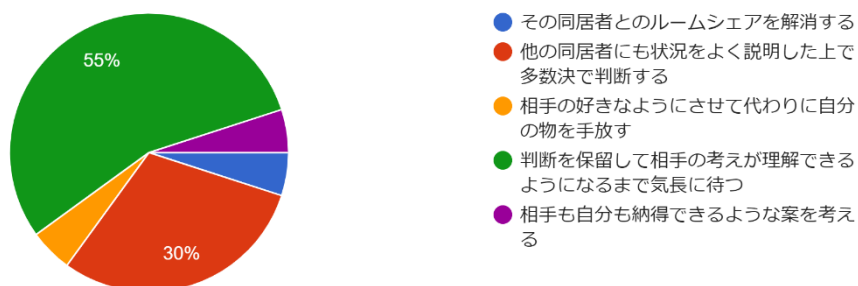 55%
30%
その同居者とのルームシェアを解消する
他の同居者にも状況をよく説明した上で
多数決で判断する
相手の好きなようにさせて代わりに自分
の物を手放す
判断を保留して相手の考えが理解できる
ようになるまで気長に待つ
相手も自分も納得できるような案を考え
る